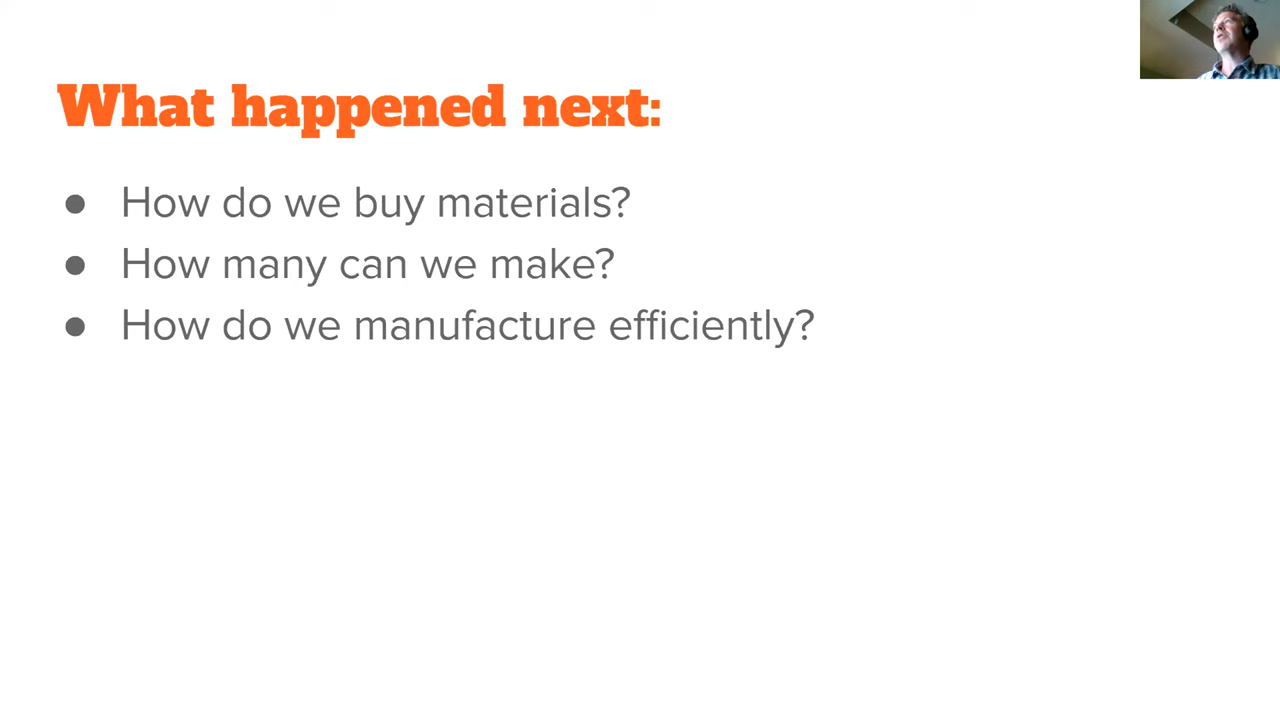 What happened next:
● How do we buy materials?
● How many can we make?
● How do we manufacture efficiently?